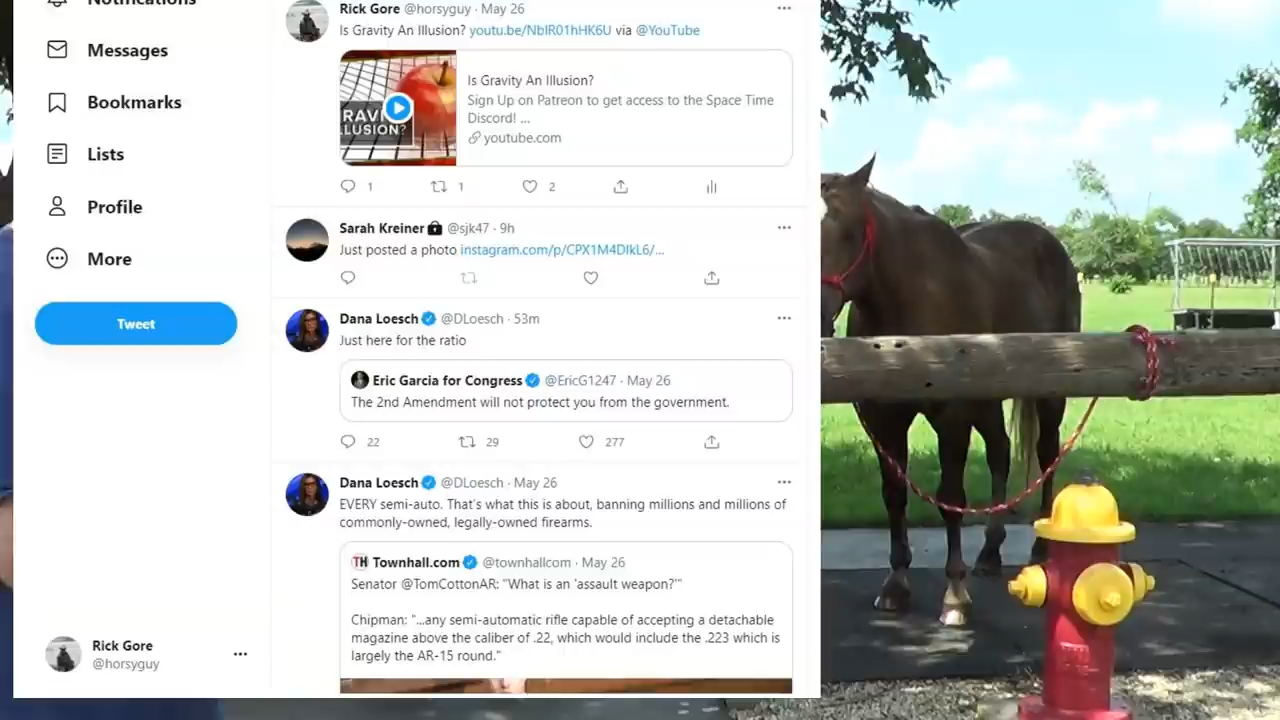 Notifications
Messages
Bookmarks
Lists
Profile
More
Tweet
Rick Gore
@horsyguy
Rick Gore @horsyguy · May 26
Is Gravity An Illusion? youtu.be/NbIR01hHK6U via @YouTube
Is Gravity An Illusion?
Sign Up on Patreon to get access to the Space Time
Discord! ...
youtube.com
RAVI
LLUSION?
1 1 2
Sarah Kreiner @sjk47 · 9h
Just posted a photo instagram.com/p/CPX1M4DIkL6/...
Dana Loesch @DLoesch · 53m
Just here for the ratio
Eric Garcia for Congress @EricG1247 · May 26
The 2nd Amendment will not protect you from the government.
22 29 277
Dana Loesch @DLoesch · May 26
EVERY semi-auto. That's what this is about, banning millions and millions of
commonly-owned, legally-owned firearms.
TH Townhall.com @townhallcom · May 26
Senator @TomCottonAR: "What is an 'assault weapon?'"
Chipman: "...any semi-automatic rifle capable of accepting a detachable
magazine above the caliber of .22, which would include the .223 which is
largely the AR-15 round."